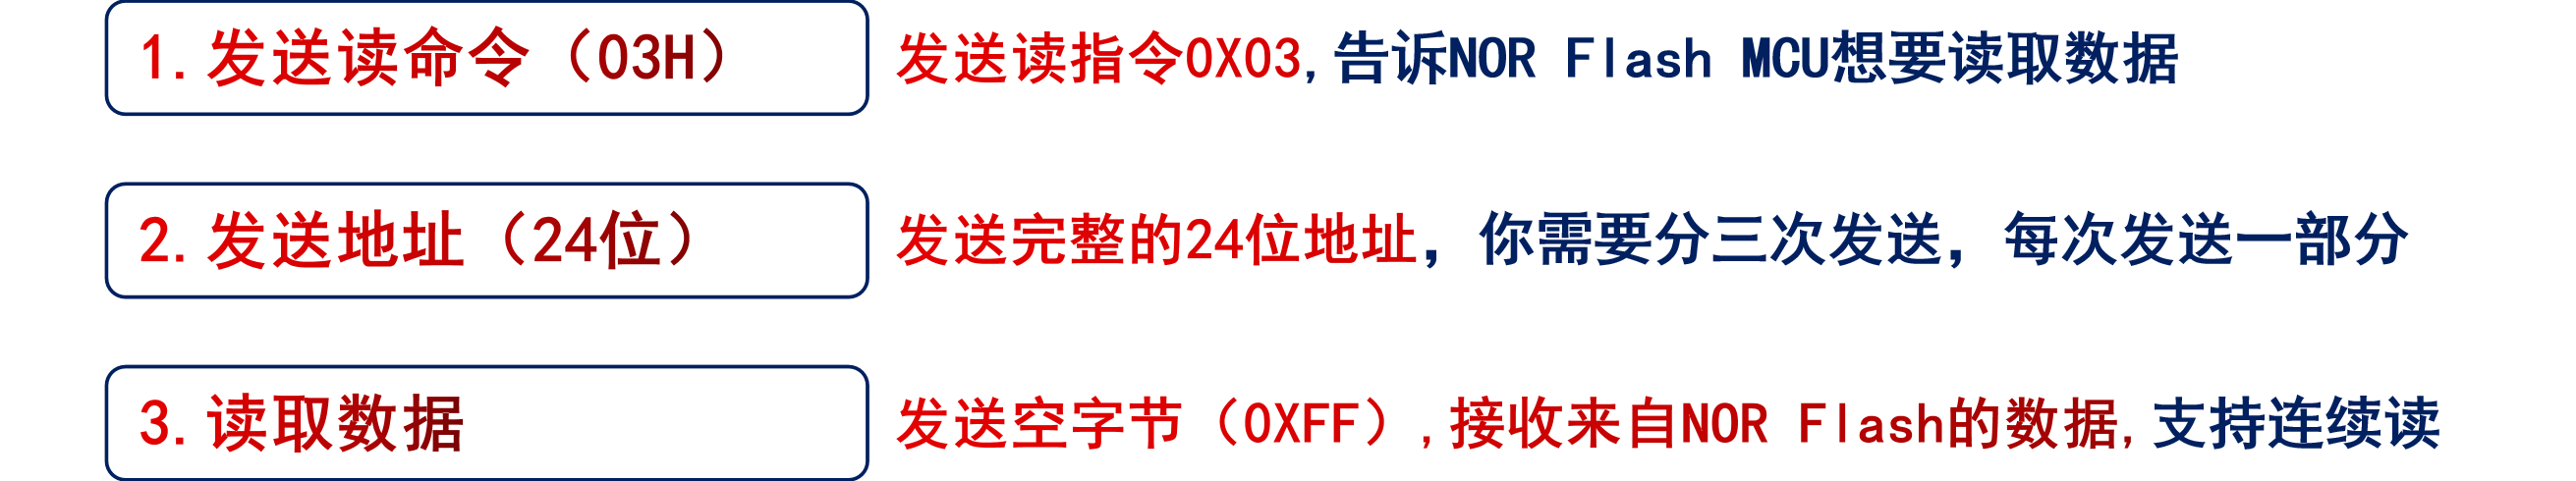 1.发送读命令（03H）
发送读指令0X03,告诉NOR Flash MCU想要读取数据
2.发送地址（24位）
发送完整的24位地址，你需要分三次发送，每次发送一部分
3.读取数据
发送空字节（0XFF）,接收来自NOR Flash的数据,支持连续读